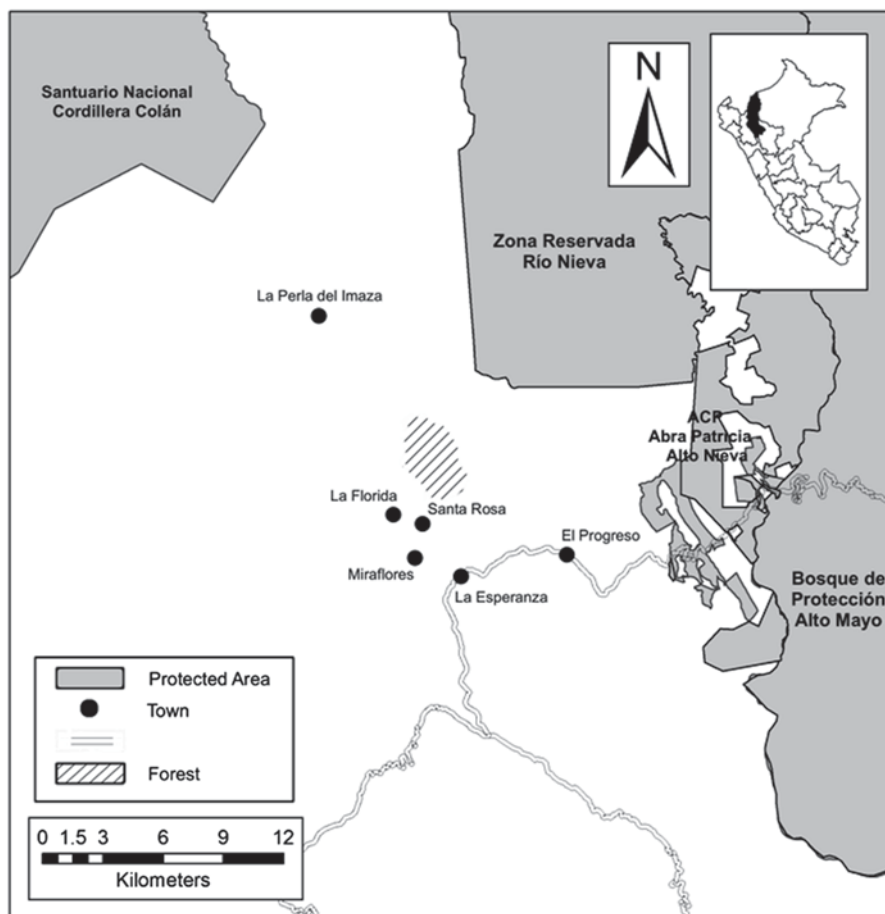 Santuario Nacional
Cordillera Colán
N
Zona Reservada
Río Nieva
La Perla del Imaza
ACP
Abra Patricia
Alto Nieva
La Florida
Santa Rosa
El Progreso
Miraflores
La Esperanza
Bosque de
Protección
Alto Mayo
Protected Area
Town
Forest
0 1.5 3 6 9 12
Kilometers